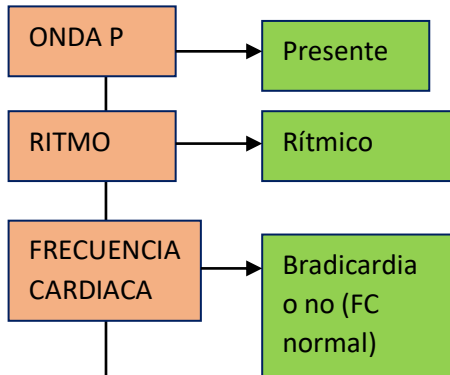 ONDA P
Presente
RITMO
Rítmico
FRECUENCIA
CARDIACA
Bradicardia
o no (FC
normal)